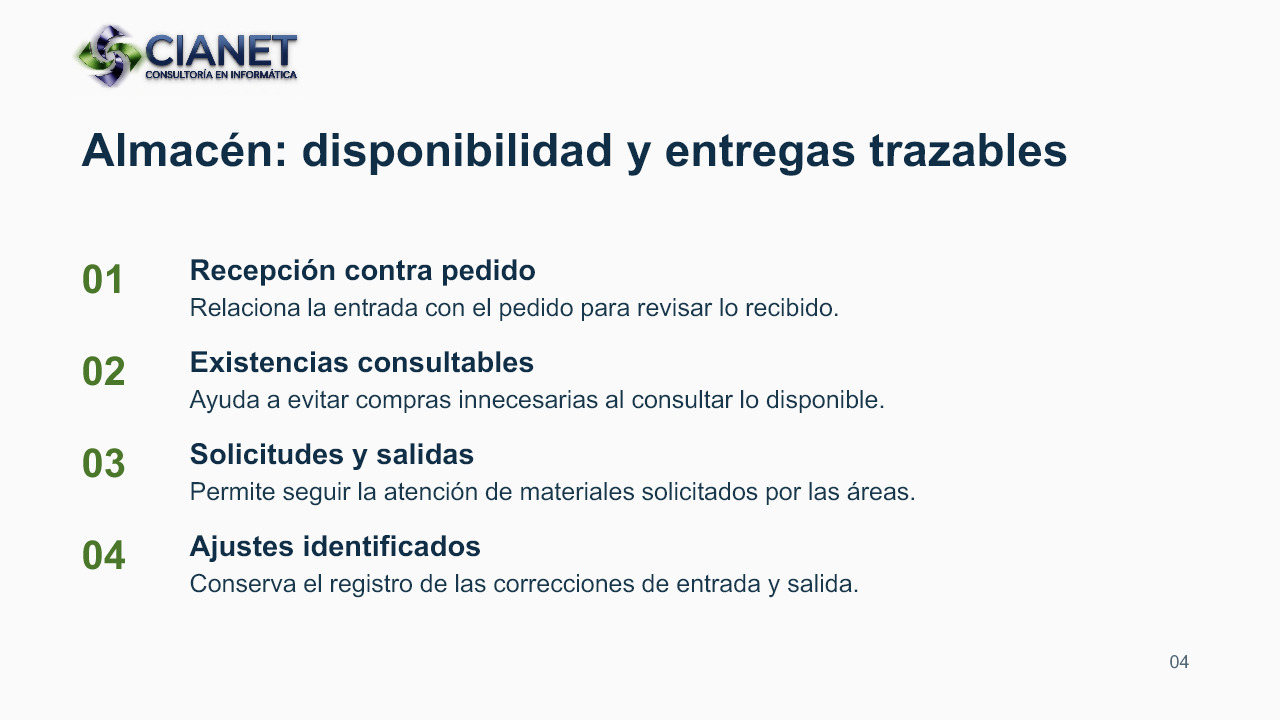 CIANET
CONSULTORÍA EN INFORMÁTICA
Almacén: disponibilidad y entregas trazables
01
Recepción contra pedido
Relaciona la entrada con el pedido para revisar lo recibido.
02
Existencias consultables
Ayuda a evitar compras innecesarias al consultar lo disponible.
03
Solicitudes y salidas
Permite seguir la atención de materiales solicitados por las áreas.
04
Ajustes identificados
Conserva el registro de las correcciones de entrada y salida.
04